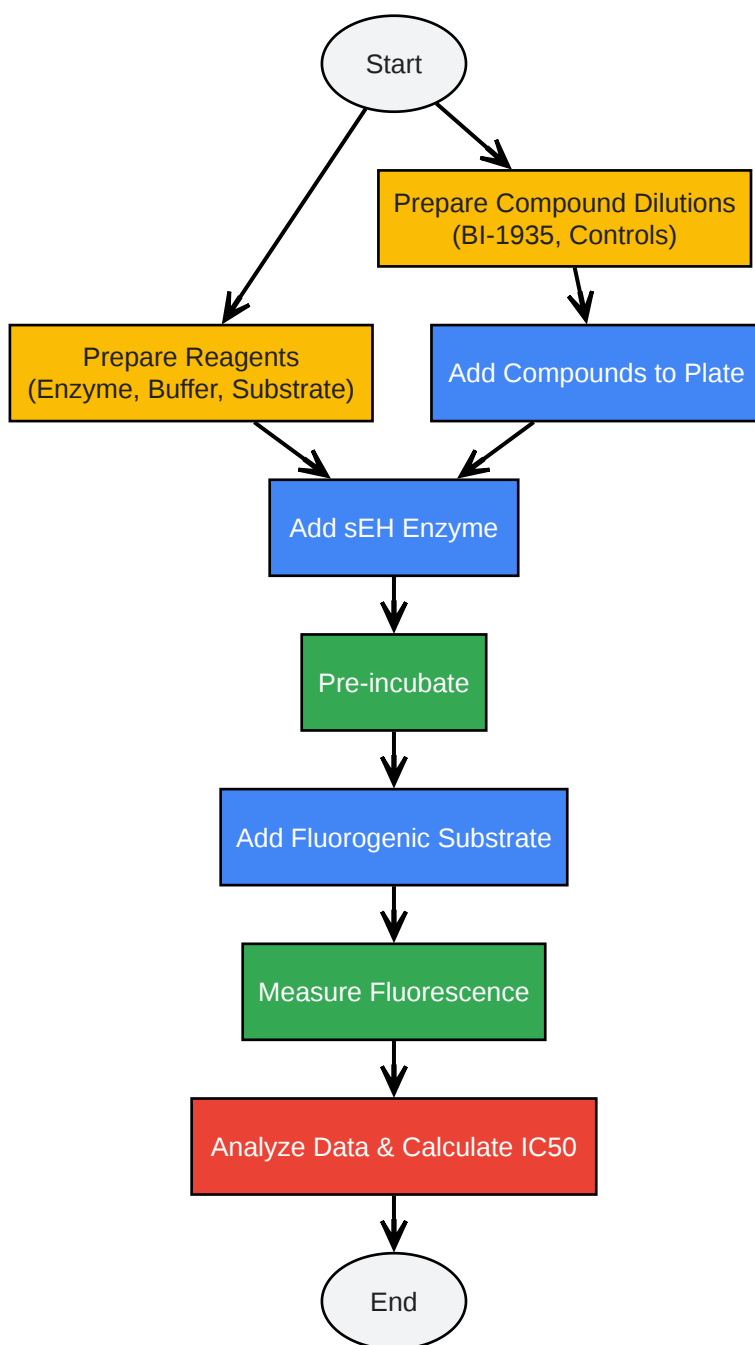 Start
Prepare Compound Dilutions
(BI-1935, Controls)
Prepare Reagents
(Enzyme, Buffer, Substrate)
Add Compounds to Plate
Add sEH Enzyme
Pre-incubate
Add Fluorogenic Substrate
Measure Fluorescence
Analyze Data & Calculate IC50
End